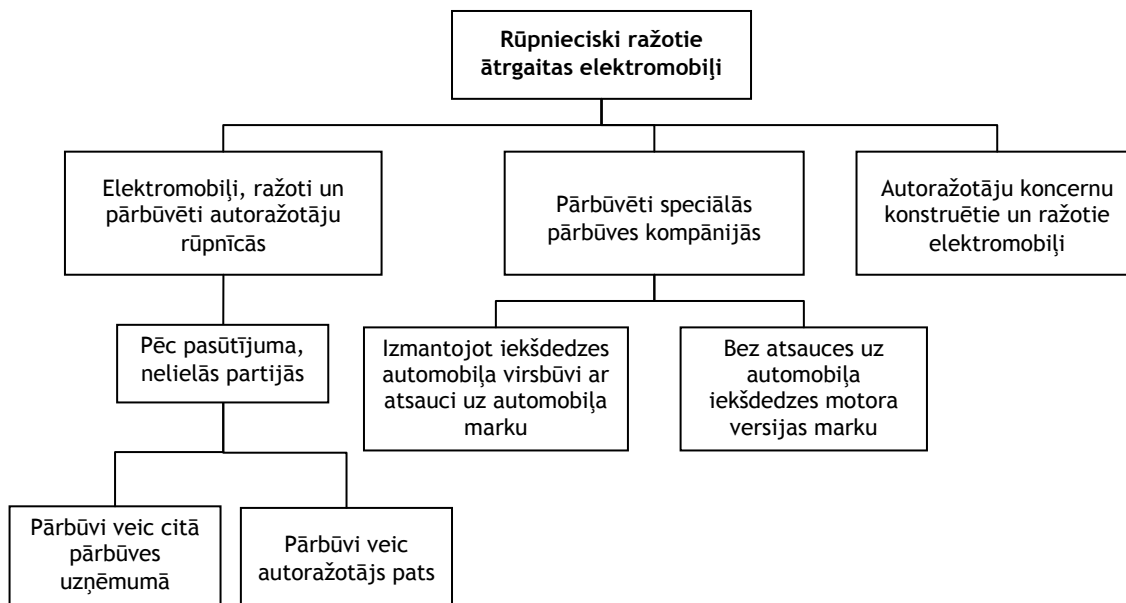 Rūpnieciski ražotie
ātrgaitas elektromobiļi
Elektromobiļi, ražoti un
pārbūvēti autoražotāju
rūpnīcās
Pārbūvēti speciālās
pārbūves kompānijās
Autoražotāju koncernu
konstruētie un ražotie
elektromobiļi
Pēc pasūtījuma,
nelielās partijās
Izmantojot iekšdedzes
automobiļa virsbūvi ar
atsauci uz automobiļa
marku
Bez atsauces uz
automobiļa
iekšdedzes motora
versijas marku
Pārbūvi veic citā
pārbūves
uzņēmumā
Pārbūvi veic
autoražotājs pats